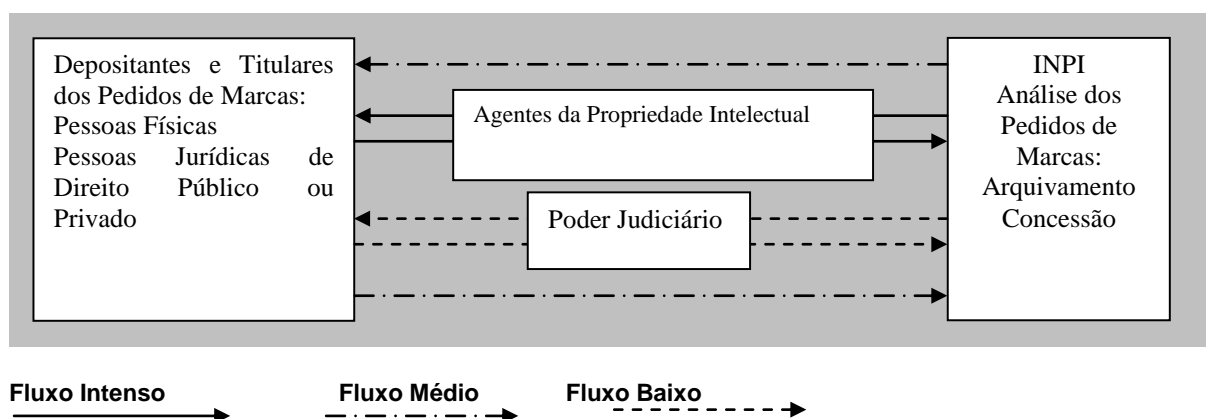 Depositantes e Titulares
dos Pedidos de Marcas:
Pessoas Físicas
Pessoas Jurídicas de
Direito Público ou
Privado
Agentes da Propriedade Intelectual
Poder Judiciário
INPI
Análise dos
Pedidos de
Marcas:
Arquivamento
Concessão
Fluxo Intenso
Fluxo Médio
Fluxo Baixo